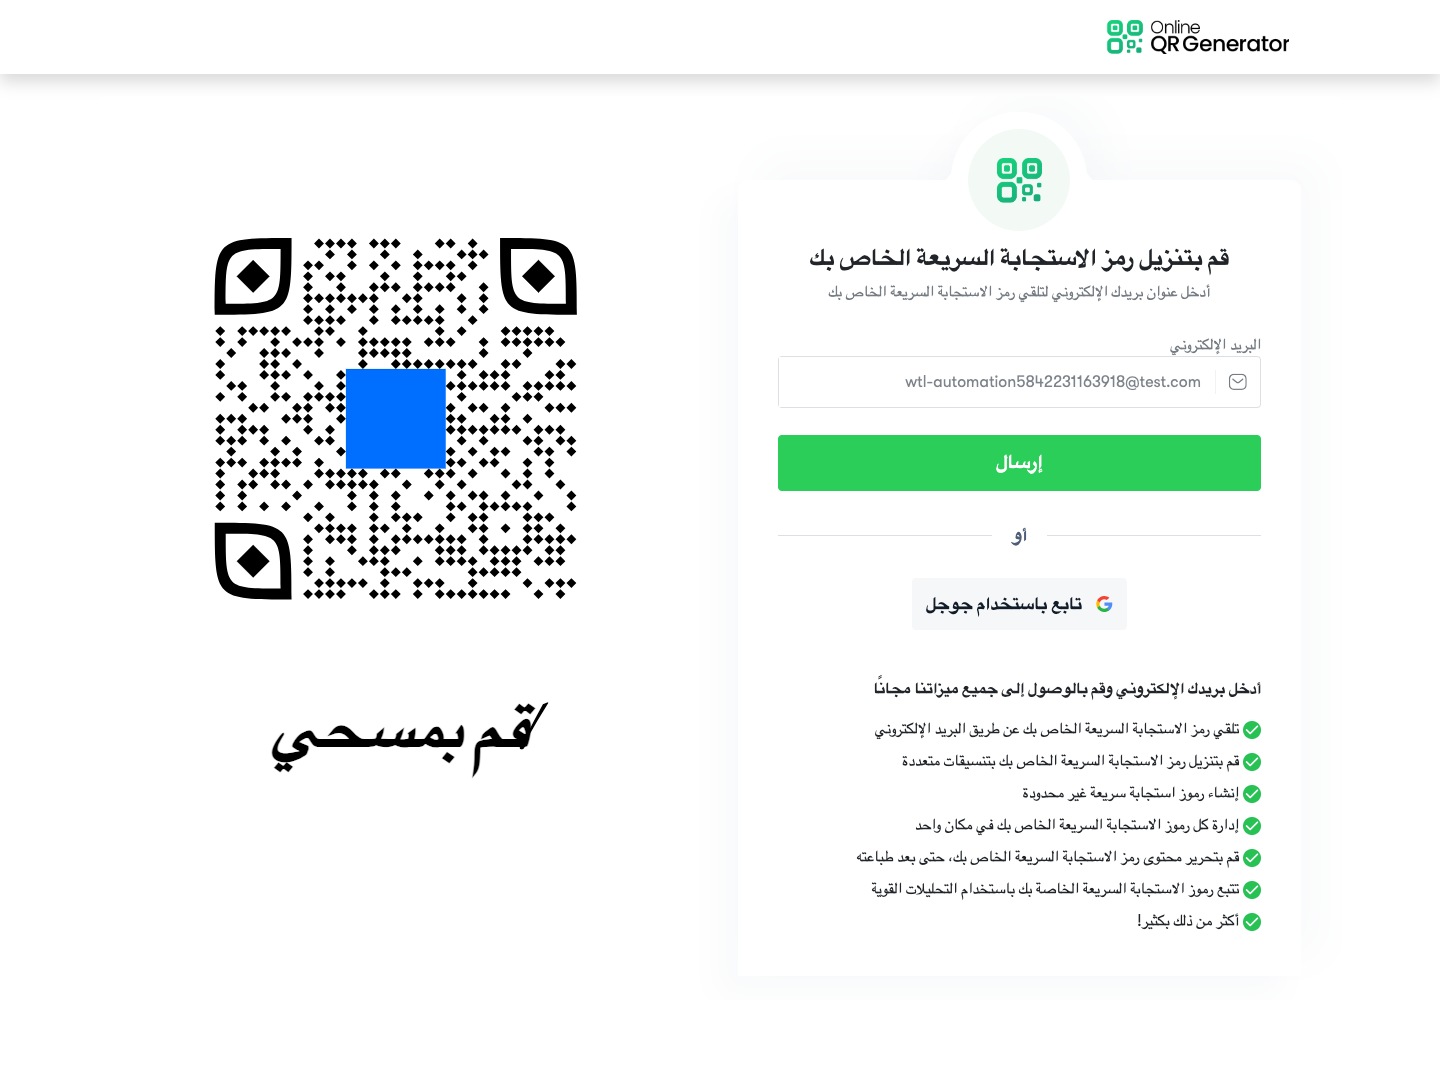 Online
QR Generator
قم بتنزيل رمز الاستجابة السريعة الخاص بك
أدخل عنوان بريدك الإلكتروني لتلقي رمز الاستجابة السريعة الخاص بك
البريد الإلكتروني
wtl-automation5842231163918@test.com
إرسال
أو
تابع باستخدام جوجل
أدخل بريدك الإلكتروني وقم بالوصول إلى جميع ميزاتنا مجانًا
تلقي رمز الاستجابة السريعة الخاص بك عن طريق البريد الإلكتروني
قم بتنزيل رمز الاستجابة السريعة الخاص بك بتنسيقات متعددة
إنشاء رموز استجابة سريعة غير محدودة
إدارة كل رموز الاستجابة السريعة الخاص بك في مكان واحد
قم بتحرير محتوى رمز الاستجابة السريعة الخاص بك، حتى بعد طباعته
تتبع رموز الاستجابة السريعة الخاصة بك باستخدام التحليلات القوية
أكثر من ذلك بكثير!
قم بمسحي